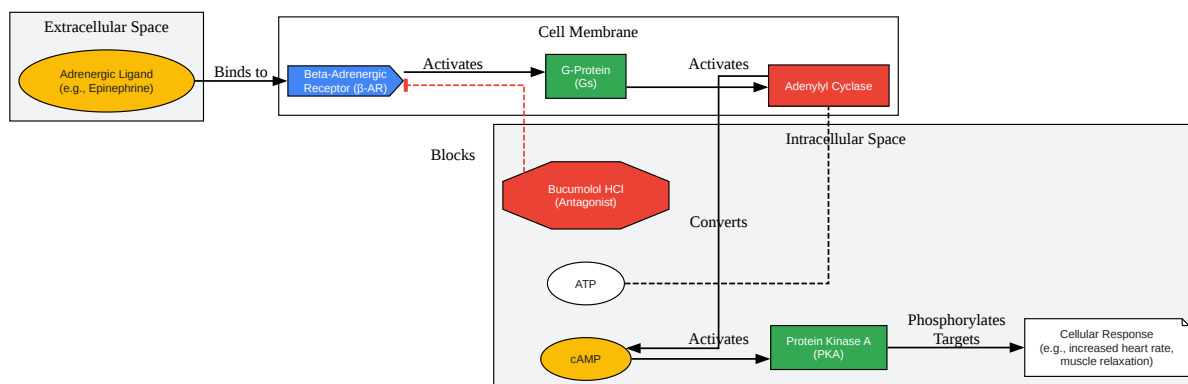 Extracellular Space
Adrenergic Ligand
(e.g., Epinephrine)
Binds to
Cell Membrane
Beta-Adrenergic
Receptor (β-AR)
Activates
G-Protein
(Gs)
Activates
Adenylyl Cyclase
Intracellular Space
Blocks
Bucumolol HCl
(Antagonist)
Converts
ATP
cAMP
Activates
Protein Kinase A
(PKA)
Phosphorylates
Targets
Cellular Response
(e.g., increased heart rate,
muscle relaxation)